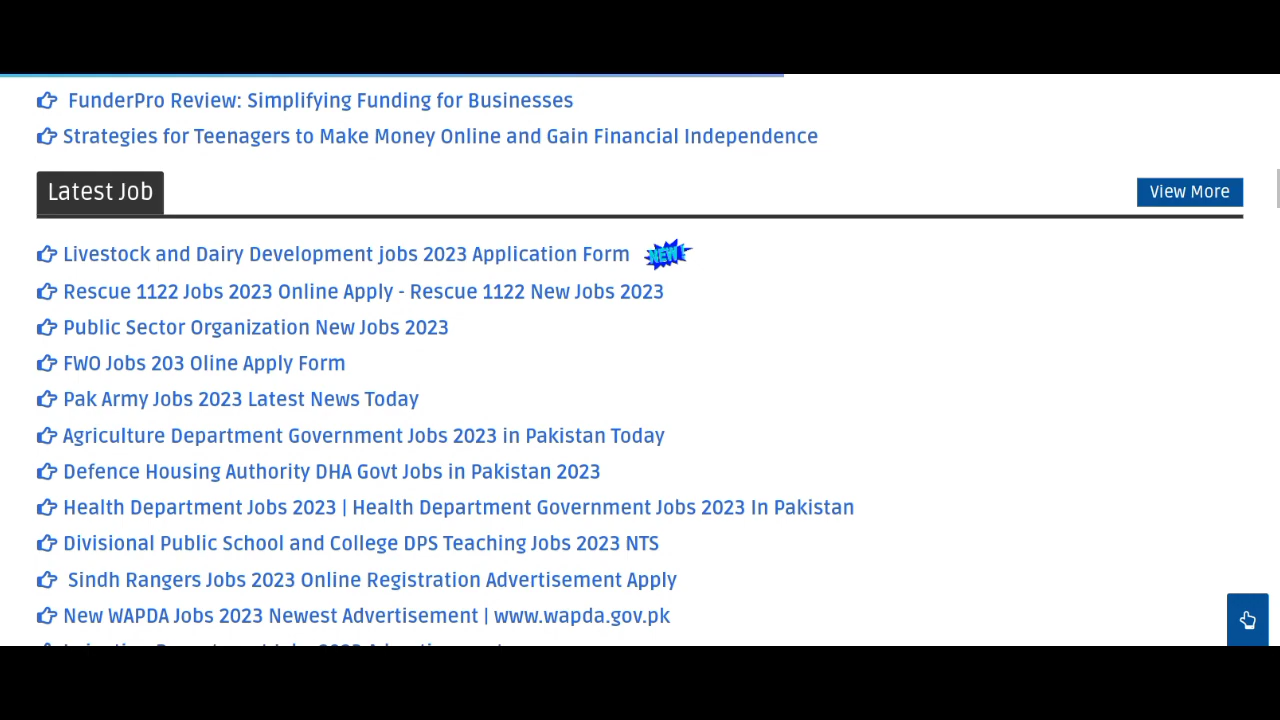 FunderPro Review: Simplifying Funding for Businesses
Strategies for Teenagers to Make Money Online and Gain Financial Independence
Latest Job
View More
Livestock and Dairy Development jobs 2023 Application Form NEW!
Rescue 1122 Jobs 2023 Online Apply - Rescue 1122 New Jobs 2023
Public Sector Organization New Jobs 2023
FWO Jobs 203 Oline Apply Form
Pak Army Jobs 2023 Latest News Today
Agriculture Department Government Jobs 2023 in Pakistan Today
Defence Housing Authority DHA Govt Jobs in Pakistan 2023
Health Department Jobs 2023 | Health Department Government Jobs 2023 In Pakistan
Divisional Public School and College DPS Teaching Jobs 2023 NTS
Sindh Rangers Jobs 2023 Online Registration Advertisement Apply
New WAPDA Jobs 2023 Newest Advertisement | www.wapda.gov.pk